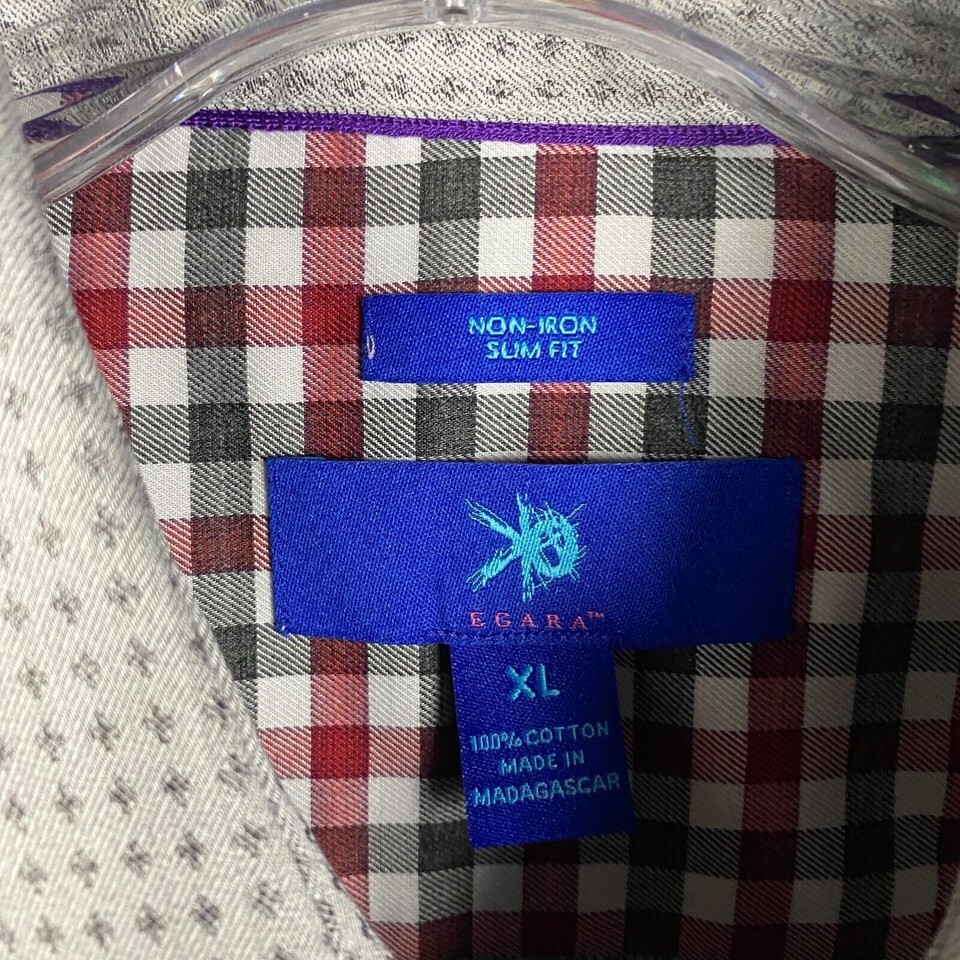 NON-IRON
SLIM FIT
EGARA™
XL
100% COTTON
MADE IN
MADAGASCAR